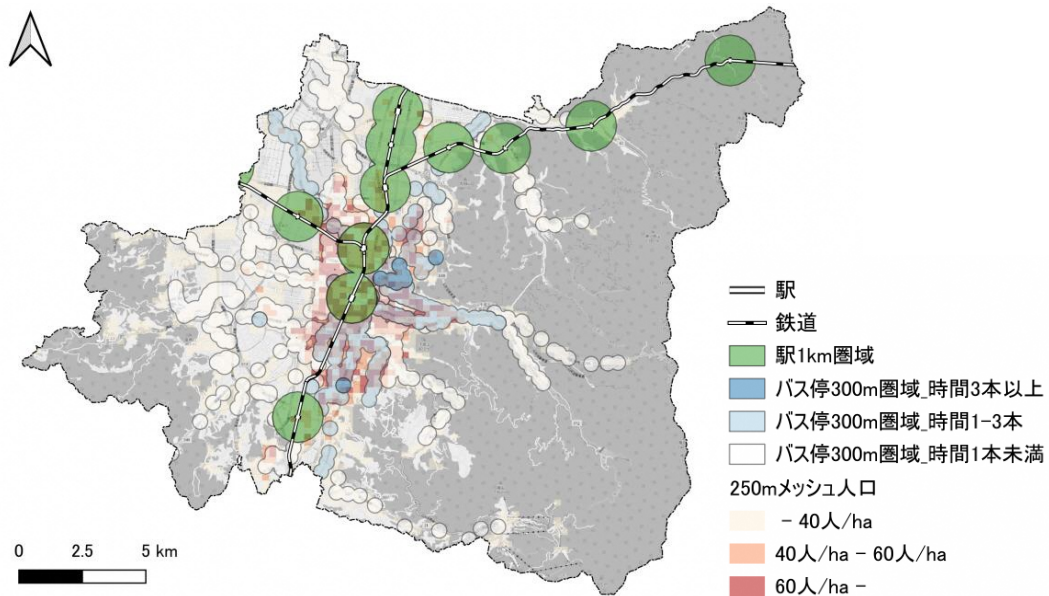 駅
鉄道
駅1km圏域
バス停300m圏域_時間3本以上
バス停300m圏域_時間1-3本
バス停300m圏域_時間1本未満
250mメッシュ人口
- 40人/ha
40人/ha - 60人/ha
60人/ha -
0 2.5 5 km